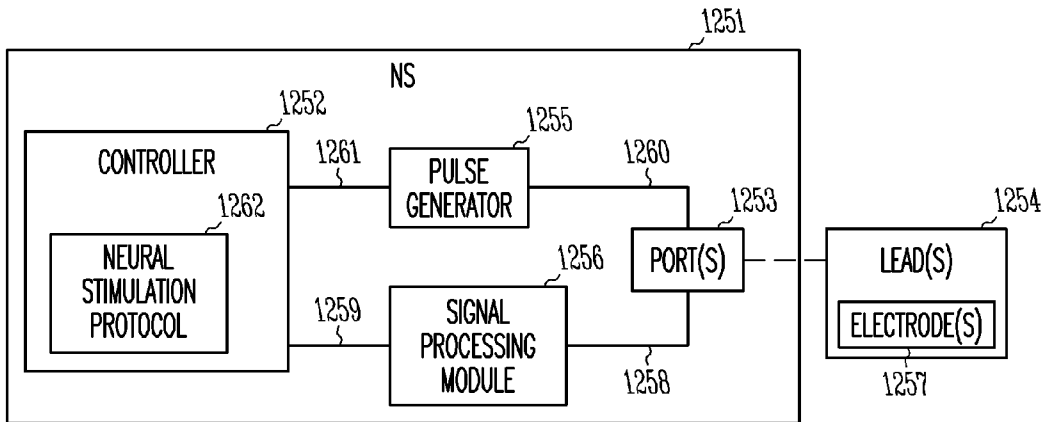 1251
NS
1252
CONTROLLER
1262
NEURAL
STIMULATION
PROTOCOL
1261
1255
PULSE
GENERATOR
1260
1253
PORT(S)
1254
LEAD(S)
ELECTRODE(S)
1257
1259
1256
SIGNAL
PROCESSING
MODULE
1258